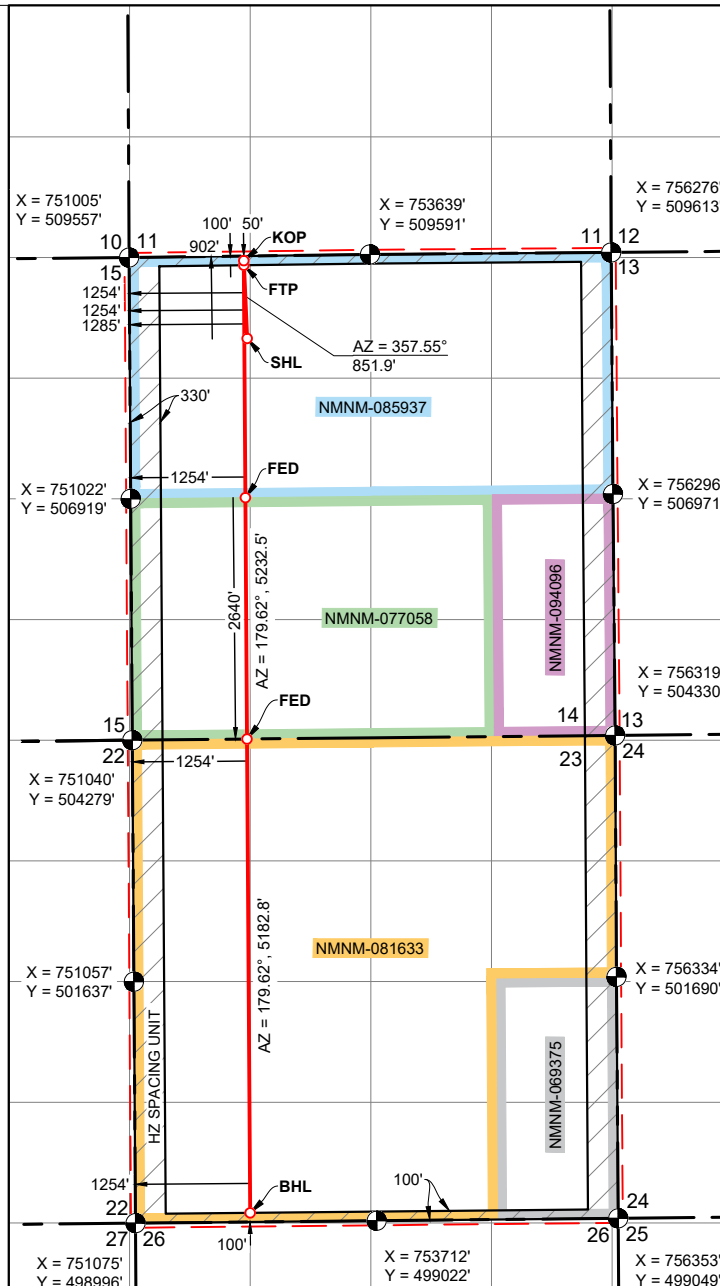 X = 751005'
Y = 509557'
X = 753639'
Y = 509591'
X = 756276'
Y = 509613'
100'
50'
KOP
902'
10
11
11
12
15
13
FTP
1254'
1254'
1285'
SHL
AZ = 357.55°
851.9'
330'
NMNM-085937
1254'
FED
X = 751022'
Y = 506919'
X = 756296'
Y = 506971'
2640'
AZ = 179.62°, 5232.5'
NMNM-077058
NMNM-094096
X = 756319'
Y = 504330'
FED
15
14
13
22
23
24
1254'
X = 751040'
Y = 504279'
AZ = 179.62°, 5182.8'
NMNM-081633
X = 751057'
Y = 501637'
X = 756334'
Y = 501690'
HZ SPACING UNIT
NMNM-069375
1254'
BHL
100'
22
24
27
26
26
25
100'
X = 751075'
Y = 498996'
X = 753712'
Y = 499022'
X = 756353'
Y = 499049'